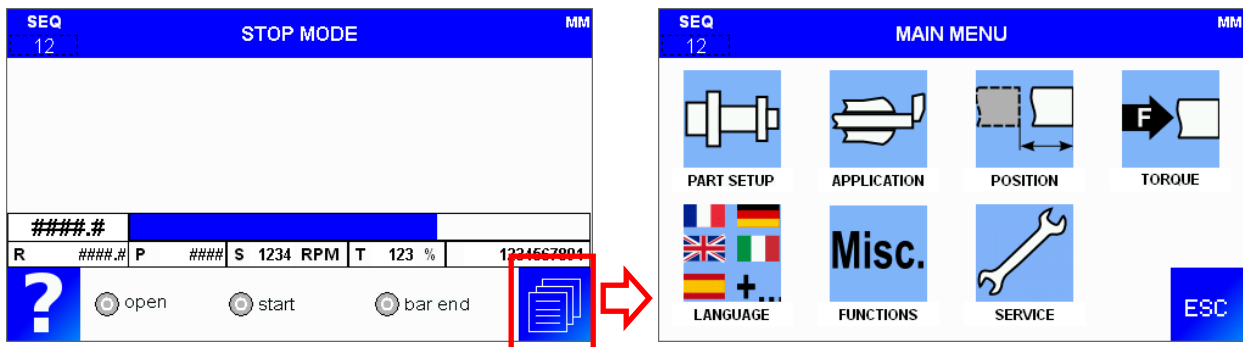 SEQ
12
STOP MODE
MM
####.#
R ####.# P #### S 1234 RPM T 123 % 1234567894
? open start bar end
SEQ
12
MAIN MENU
MM
F
PART SETUP APPLICATION POSITION TORQUE
Misc.
+...
LANGUAGE FUNCTIONS SERVICE
ESC